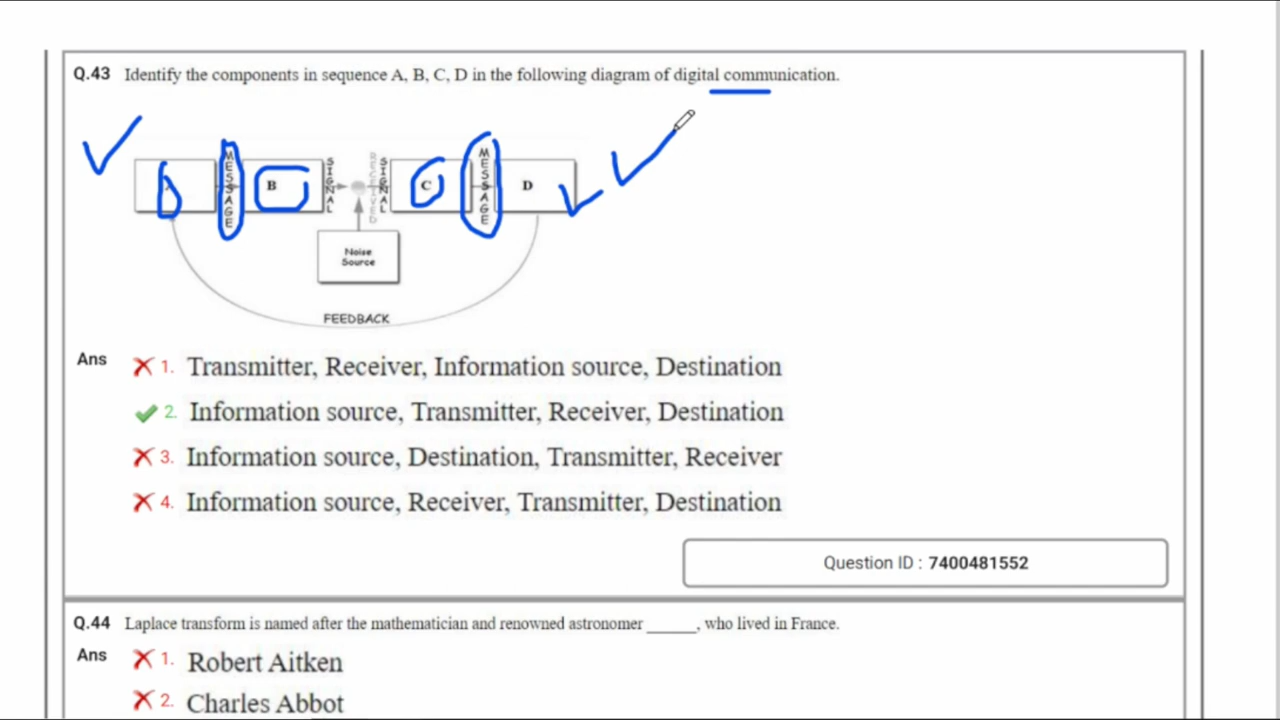 Q.43 Identify the components in sequence A, B, C, D in the following diagram of digital communication.
A
MESSAGE
B
SIGNAL
RECEIVED
SIGNAL
C
MESSAGE
D
Noise
Source
FEEDBACK
Ans
1. Transmitter, Receiver, Information source, Destination
2. Information source, Transmitter, Receiver, Destination
3. Information source, Destination, Transmitter, Receiver
4. Information source, Receiver, Transmitter, Destination
Question ID : 7400481552
Q.44 Laplace transform is named after the mathematician and renowned astronomer ______, who lived in France.
Ans
1. Robert Aitken
2. Charles Abbot